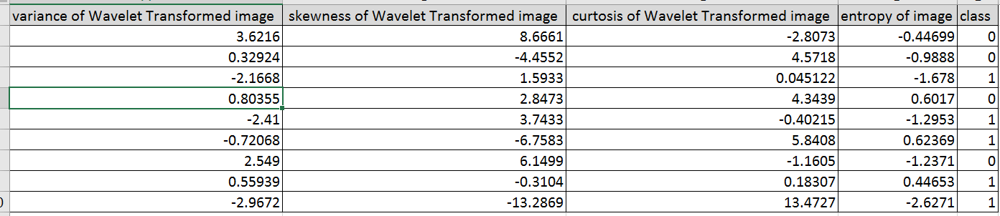 variance of Wavelet Transformed image skewness of Wavelet Transformed image curtosis of Wavelet Transformed image entropy of image class
3.6216 8.6661 -2.8073 -0.44699 0
0.32924 -4.4552 4.5718 -0.9888 0
-2.1668 1.5933 0.045122 -1.678 1
0.80355 2.8473 4.3439 0.6017 0
-2.41 3.7433 -0.40215 -1.2953 1
-0.72068 -6.7583 5.8408 0.62369 1
2.549 6.1499 -1.1605 -1.2371 0
0.55939 -0.3104 0.18307 0.44653 1
-2.9672 -13.2869 13.4727 -2.6271 1